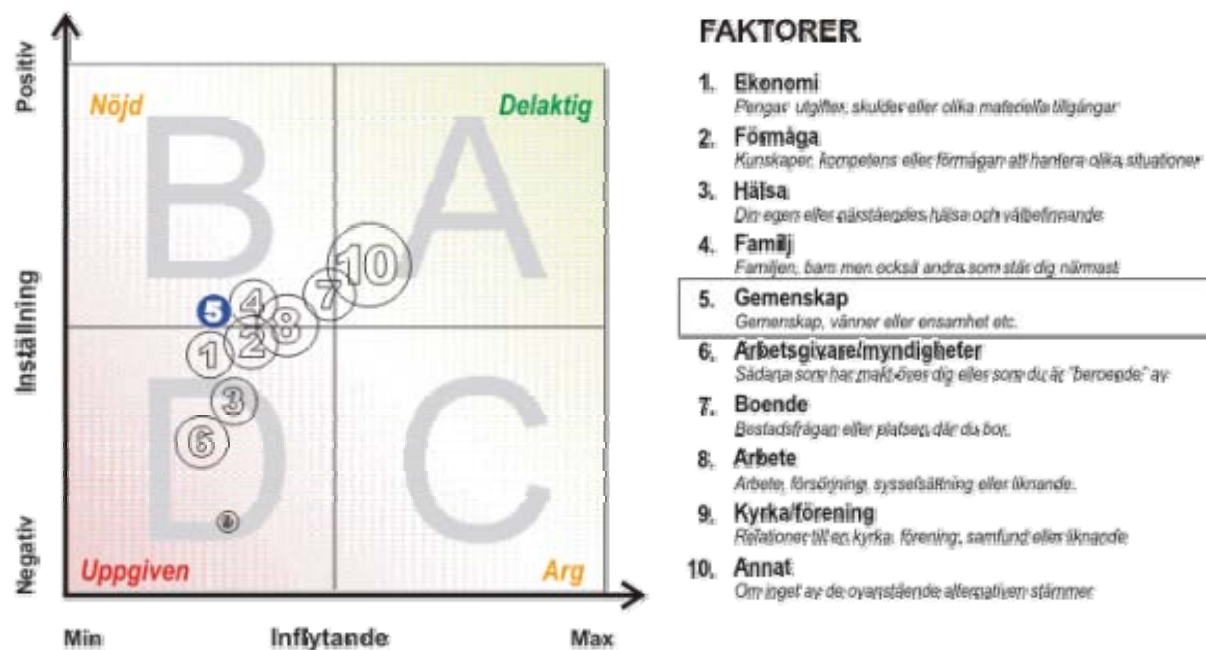 Positiv
Inställning
Negativ
Nöjd
Delaktig
B
A
D
C
10
7
4
5
8
2
1
3
6
Uppgiven
Arg
Min
Inflytande
Max
FAKTORER
1. Ekonomi
Pengar utgifter, skulder eller olika materiella tillgångar
2. Förmåga
Kunskaper, kompetens eller förmågan att hantera olika situationer
3. Hälsa
Din egen eller närståendes hälsa och välbefinnande
4. Familj
Familjen, barn men också andra som står dig närmast
5. Gemenskap
Gemenskap, vänner eller ensamhet etc.
6. Arbetsgivare/myndigheter
Sådana som har makt över dig eller som du är "beroende" av
7. Boende
Bostadsfrågan eller platsen där du bor.
8. Arbete
Arbete, försörjning, sysselsättning eller liknande.
9. Kyrka/förening
Relationer till en kyrka, förening, samfund eller liknande
10. Annat
Om inget av de ovanstående alternativen stämmer